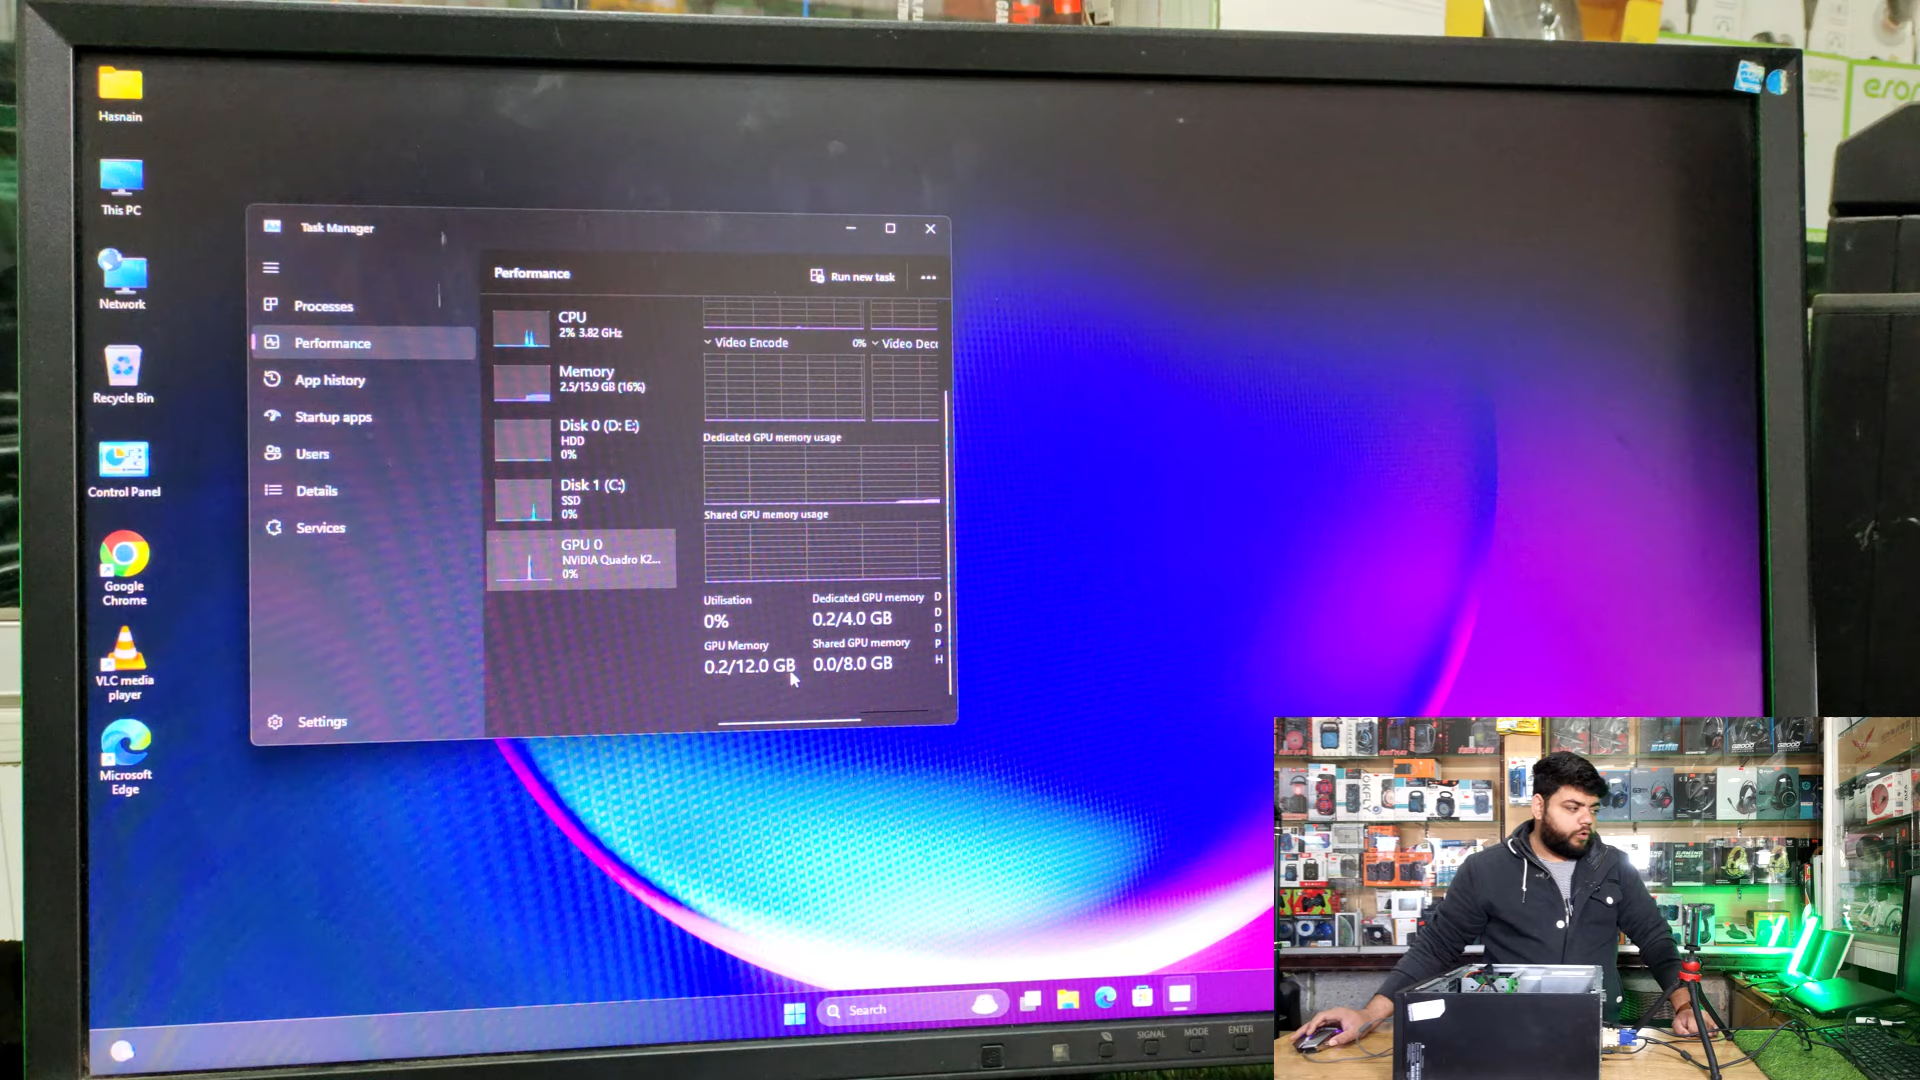 Hasnain
This PC
Network
Recycle Bin
Control Panel
Google
Chrome
VLC media
player
Microsoft
Edge
Task Manager
Processes
Performance
App history
Startup apps
Users
Details
Services
Settings
Performance
Run new task
CPU
2% 3.82 GHz
Memory
2.5/15.9 GB (16%)
Disk 0 (D: E:)
HDD
0%
Disk 1 (C:)
SSD
0%
GPU 0
NVIDIA Quadro K2...
0%
Video Encode 0%
Video Deco
Dedicated GPU memory usage
Shared GPU memory usage
Utilisation
0%
Dedicated GPU memory
0.2/4.0 GB
GPU Memory
0.2/12.0 GB
Shared GPU memory
0.0/8.0 GB
D
D
D
P
H
Search
SIGNAL
MODE
ENTER